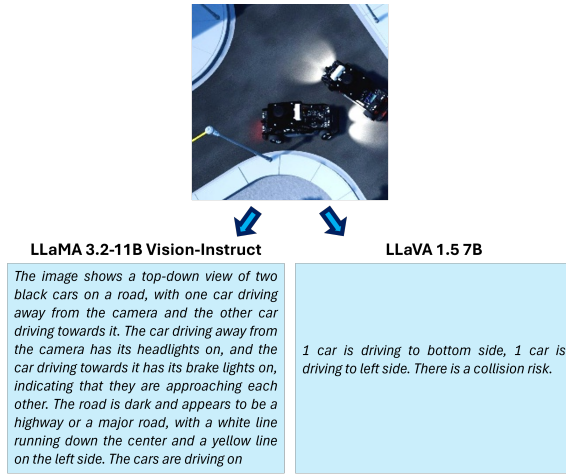 LLaMA 3.2-11B Vision-Instruct
The image shows a top-down view of two
black cars on a road, with one car driving
away from the camera and the other car
driving towards it. The car driving away from
the camera has its headlights on, and the
car driving towards it has its brake lights on,
indicating that they are approaching each
other. The road is dark and appears to be a
highway or a major road, with a white line
running down the center and a yellow line
on the left side. The cars are driving on
LLaVA 1.5 7B
1 car is driving to bottom side, 1 car is
driving to left side. There is a collision risk.